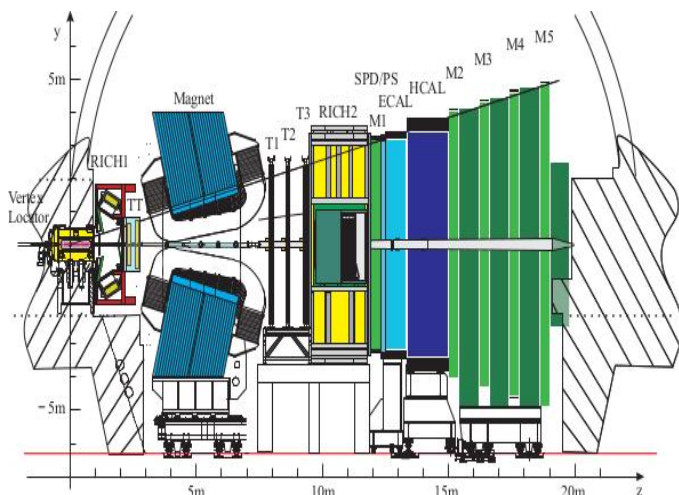 y
5m
Magnet
SPD/PS
ECAL
HCAL
M2
M3
M4
M5
T3
RICH2
M1
T2
T1
RICH1
TT
Vertex
Locator
− 5m
5m
10m
15m
20m
z